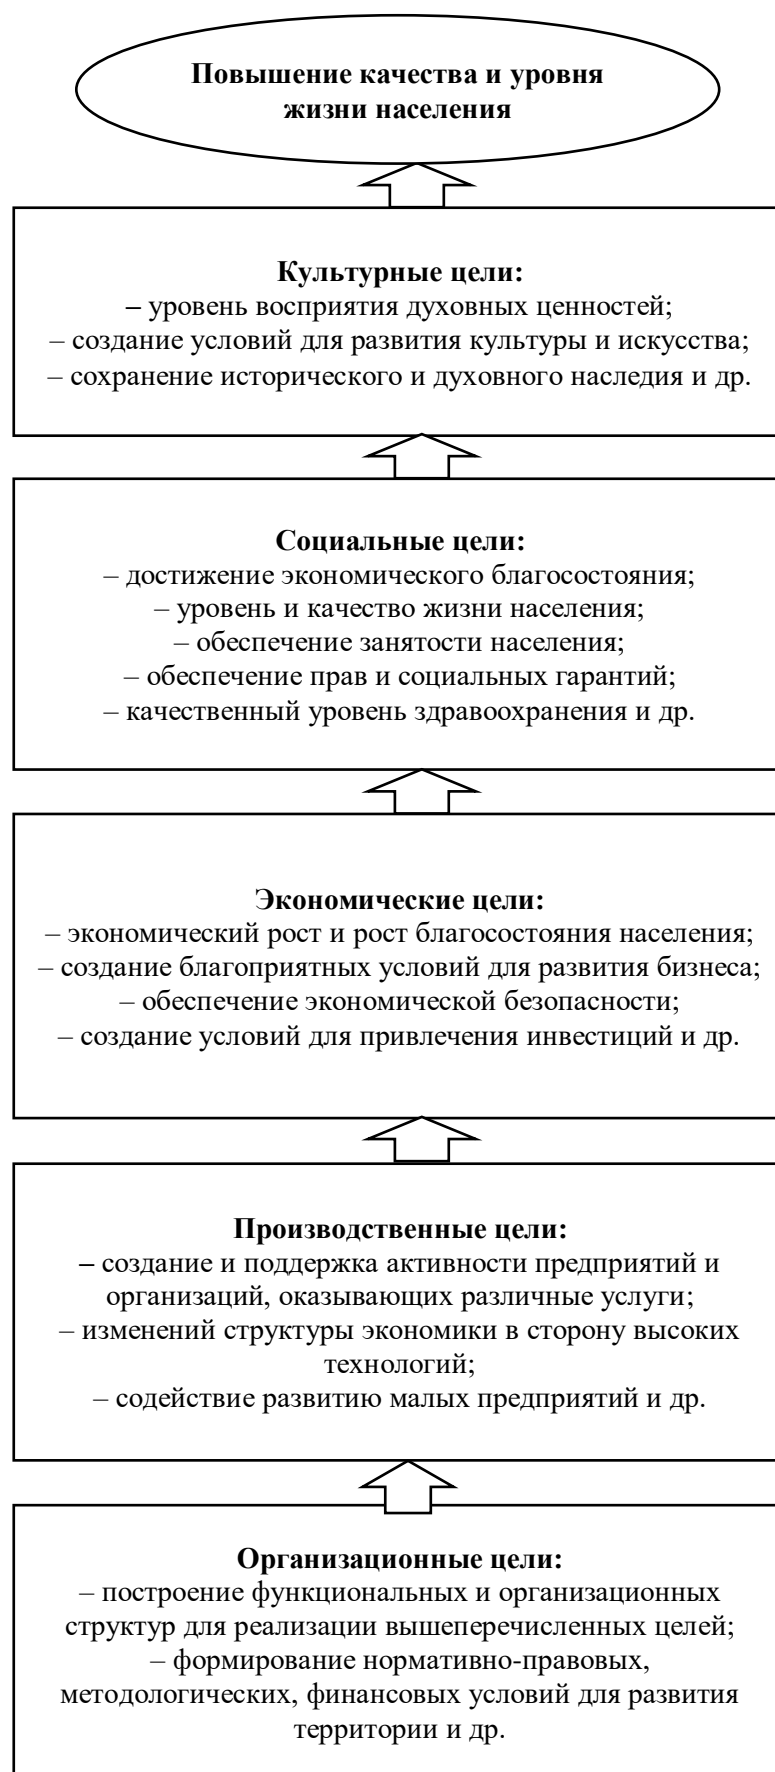 Повышение качества и уровня
жизни населения
Культурные цели:
– уровень восприятия духовных ценностей;
– создание условий для развития культуры и искусства;
– сохранение исторического и духовного наследия и др.
Социальные цели:
– достижение экономического благосостояния;
– уровень и качество жизни населения;
– обеспечение занятости населения;
– обеспечение прав и социальных гарантий;
– качественный уровень здравоохранения и др.
Экономические цели:
– экономический рост и рост благосостояния населения;
– создание благоприятных условий для развития бизнеса;
– обеспечение экономической безопасности;
– создание условий для привлечения инвестиций и др.
Производственные цели:
– создание и поддержка активности предприятий и
организаций, оказывающих различные услуги;
– изменений структуры экономики в сторону высоких
технологий;
– содействие развитию малых предприятий и др.
Организационные цели:
– построение функциональных и организационных
структур для реализации вышеперечисленных целей;
– формирование нормативно-правовых,
методологических, финансовых условий для развития
территории и др.